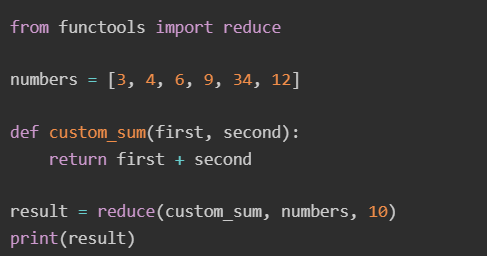 from functools import reduce
numbers = [3, 4, 6, 9, 34, 12]
def custom_sum(first, second):
    return first + second
result = reduce(custom_sum, numbers, 10)
print(result)